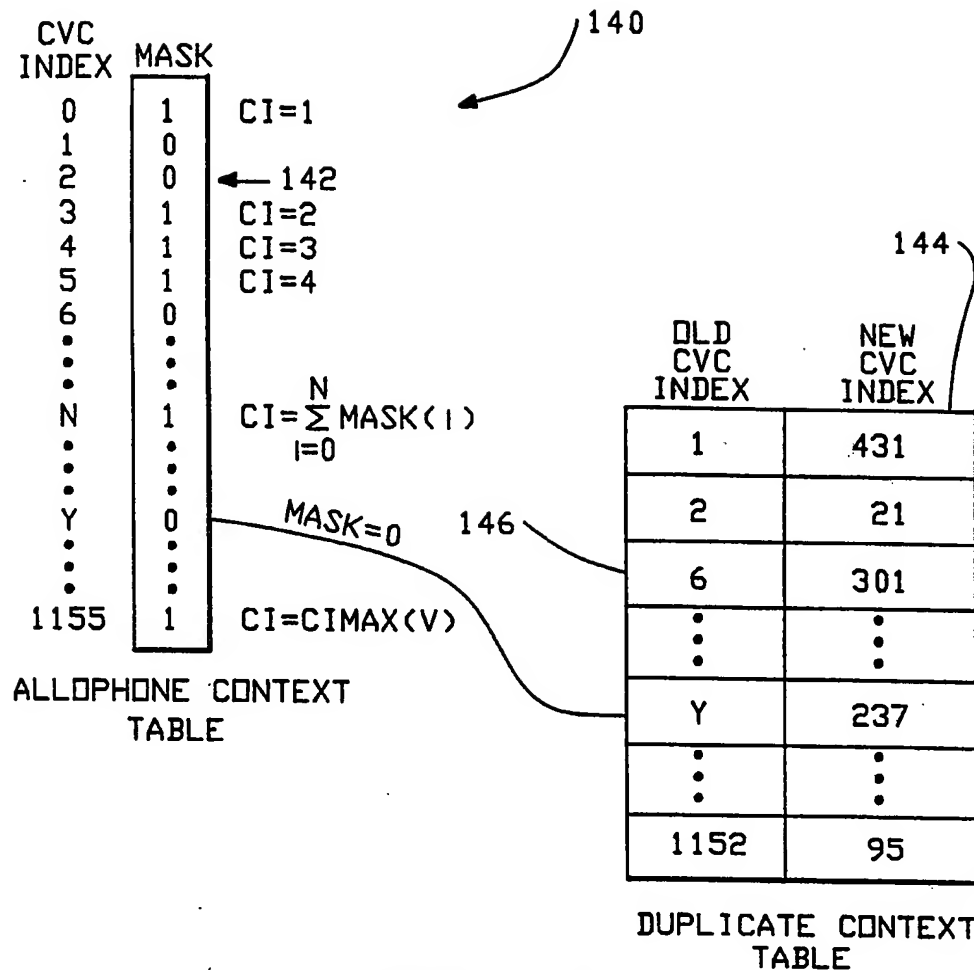 140
CVC
INDEX MASK
0 1 CI=1
1 0
2 0 142
3 1 CI=2
4 1 CI=3
5 1 CI=4
6 0
N 1 CI=∑MASK(I)
N
I=0
Y 0
MASK=0
1155 1 CI=CIMAX(V)
ALLOPHONE CONTEXT
TABLE
144
OLD
CVC
INDEX
NEW
CVC
INDEX
1 431
2 21
146
6 301
Y 237
1152 95
DUPLICATE CONTEXT
TABLE